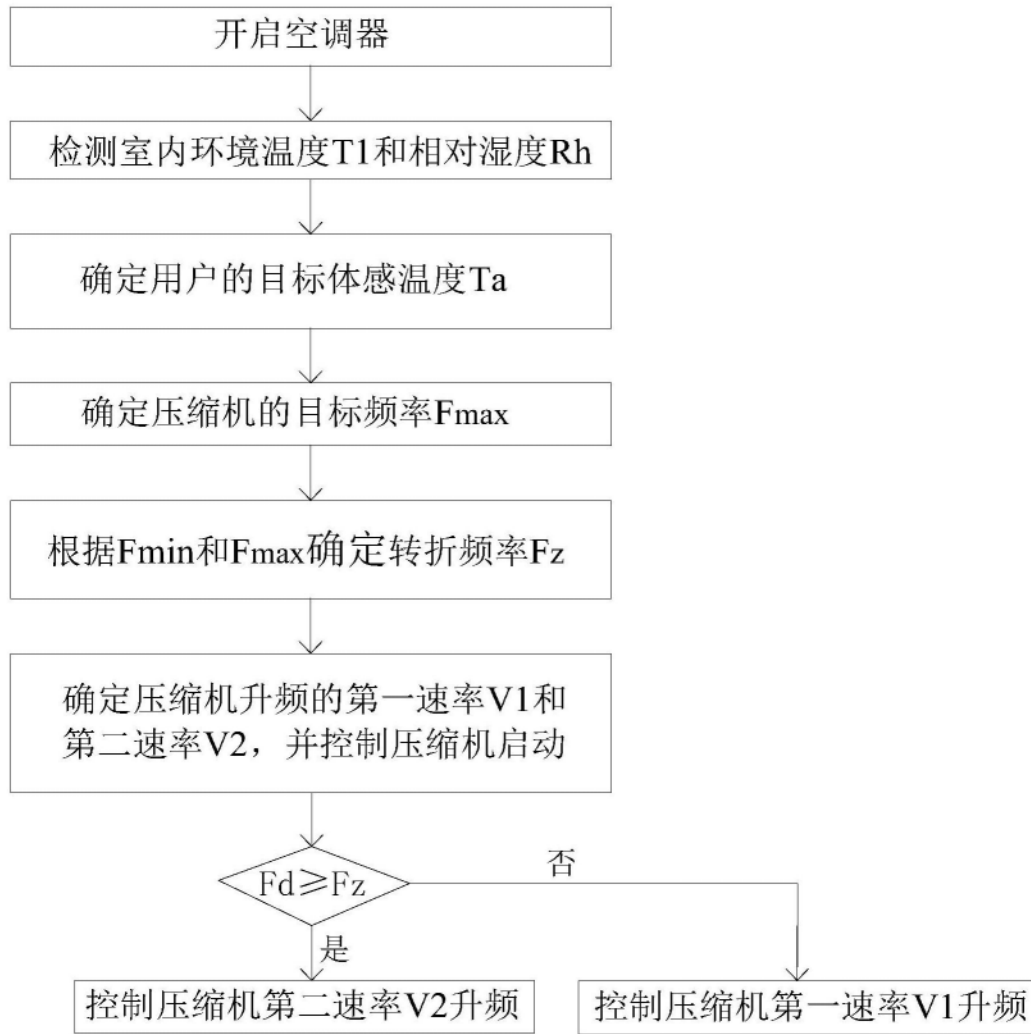 开启空调器
检测室内环境温度T1和相对湿度Rh
确定用户的目标体感温度Ta
确定压缩机的目标频率Fmax
根据Fmin和Fmax确定转折频率Fz
确定压缩机升频的第一速率V1和
第二速率V2，并控制压缩机启动
Fd≥Fz
否
是
控制压缩机第二速率V2升频
控制压缩机第一速率V1升频